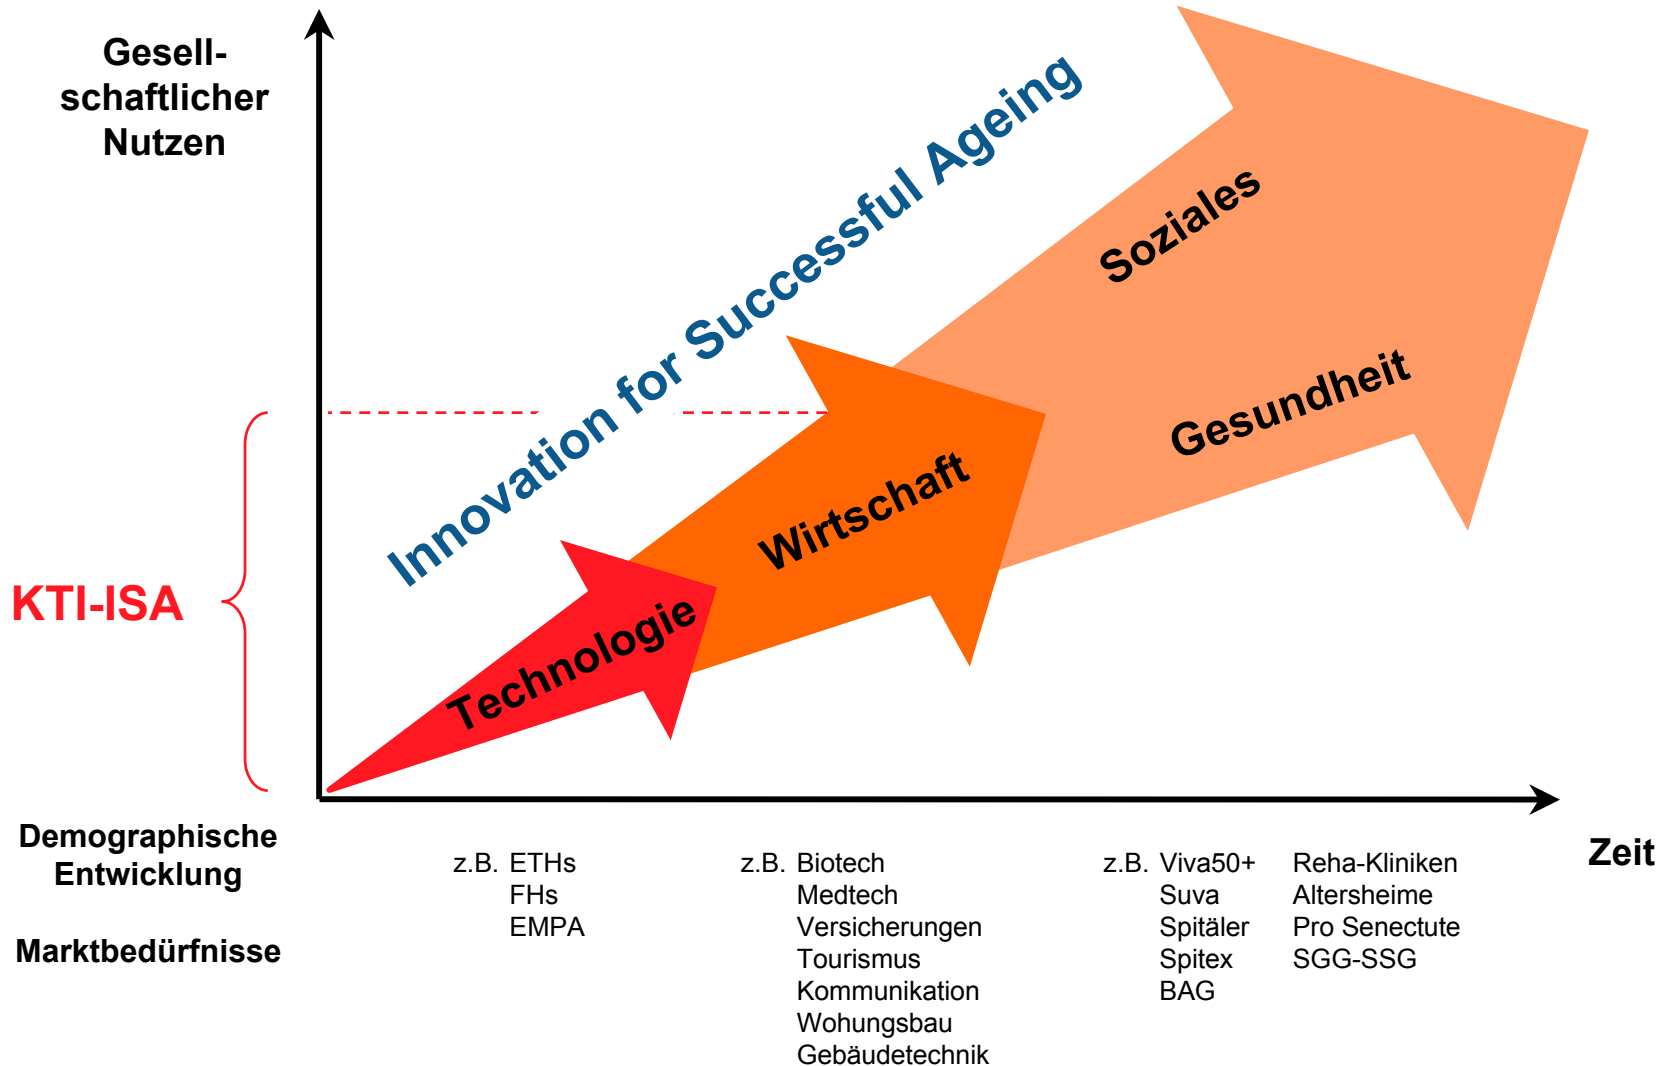 Gesell-
schaftlicher
Nutzen
Innovation for Successful Ageing
Soziales
Gesundheit
Wirtschaft
Technologie
KTI-ISA
Demographische
Entwicklung
Marktbedürfnisse
Zeit
z.B. ETHs
FHs
EMPA
z.B. Biotech
Medtech
Versicherungen
Tourismus
Kommunikation
Wohungsbau
Gebäudetechnik
z.B. Viva50+
Suva
Spitäler
Spitex
BAG
Reha-Kliniken
Altersheime
Pro Senectute
SGG-SSG